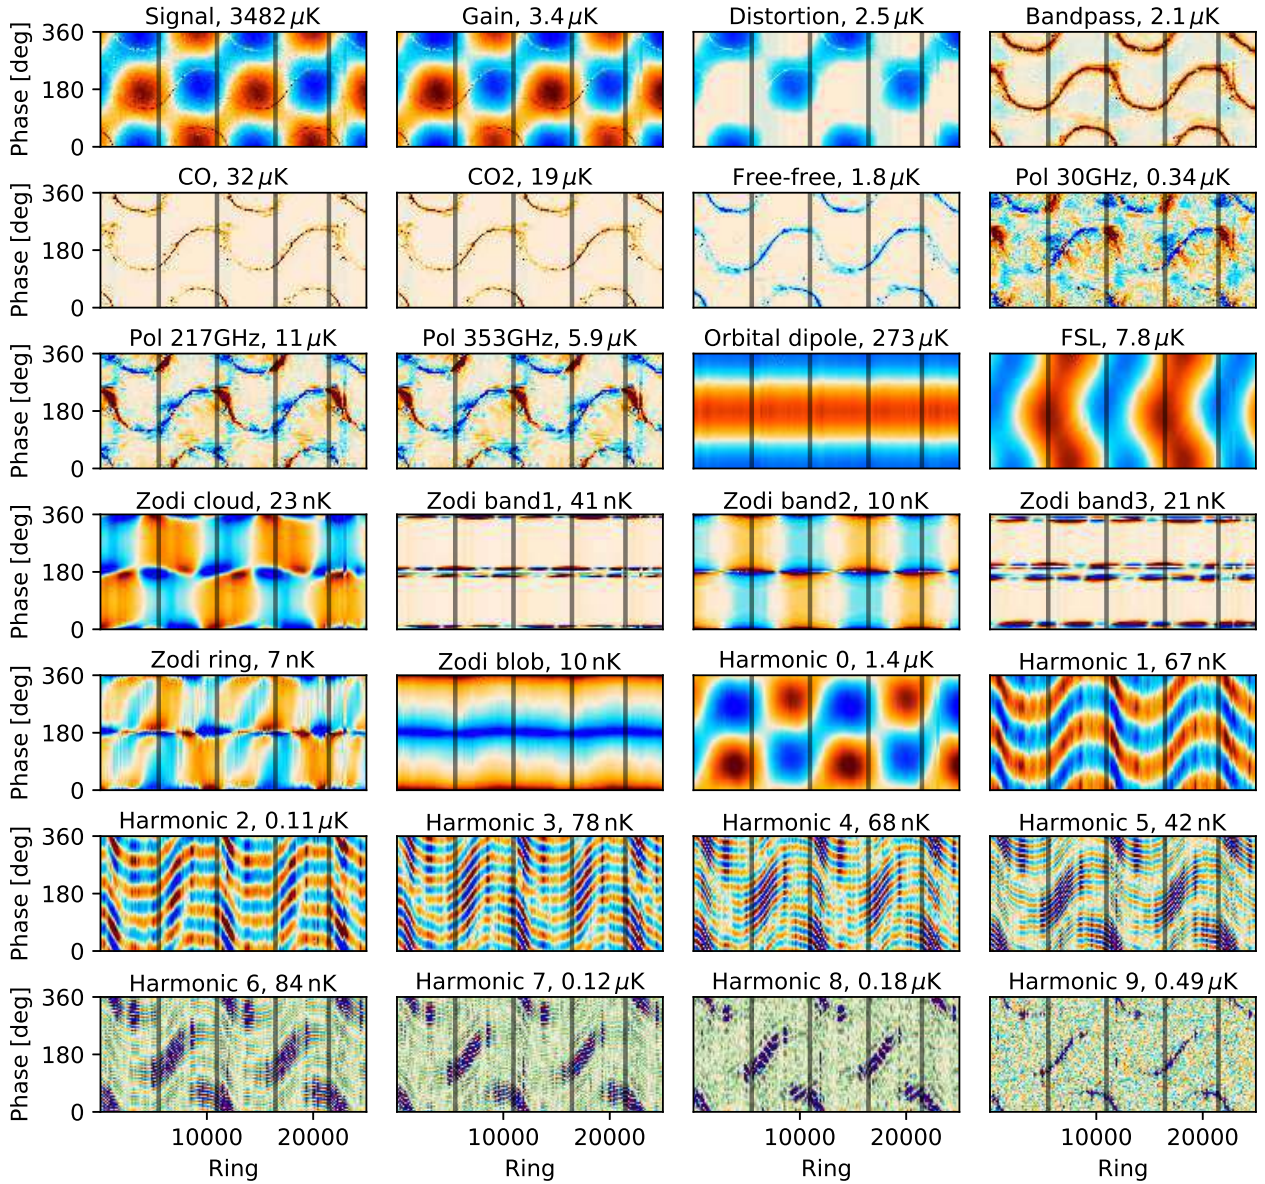 Signal, 3482 μK
Gain, 3.4 μK
Distortion, 2.5 μK
Bandpass, 2.1 μK
Phase [deg]
360
180
0
CO, 32 μK
CO2, 19 μK
Free-free, 1.8 μK
Pol 30GHz, 0.34 μK
Phase [deg]
360
180
0
Pol 217GHz, 11 μK
Pol 353GHz, 5.9 μK
Orbital dipole, 273 μK
FSL, 7.8 μK
Phase [deg]
360
180
0
Zodi cloud, 23 nK
Zodi band1, 41 nK
Zodi band2, 10 nK
Zodi band3, 21 nK
Phase [deg]
360
180
0
Zodi ring, 7 nK
Zodi blob, 10 nK
Harmonic 0, 1.4 μK
Harmonic 1, 67 nK
Phase [deg]
360
180
0
Harmonic 2, 0.11 μK
Harmonic 3, 78 nK
Harmonic 4, 68 nK
Harmonic 5, 42 nK
Phase [deg]
360
180
0
Harmonic 6, 84 nK
Harmonic 7, 0.12 μK
Harmonic 8, 0.18 μK
Harmonic 9, 0.49 μK
Phase [deg]
360
180
0
10000 20000
10000 20000
10000 20000
10000 20000
Ring
Ring
Ring
Ring